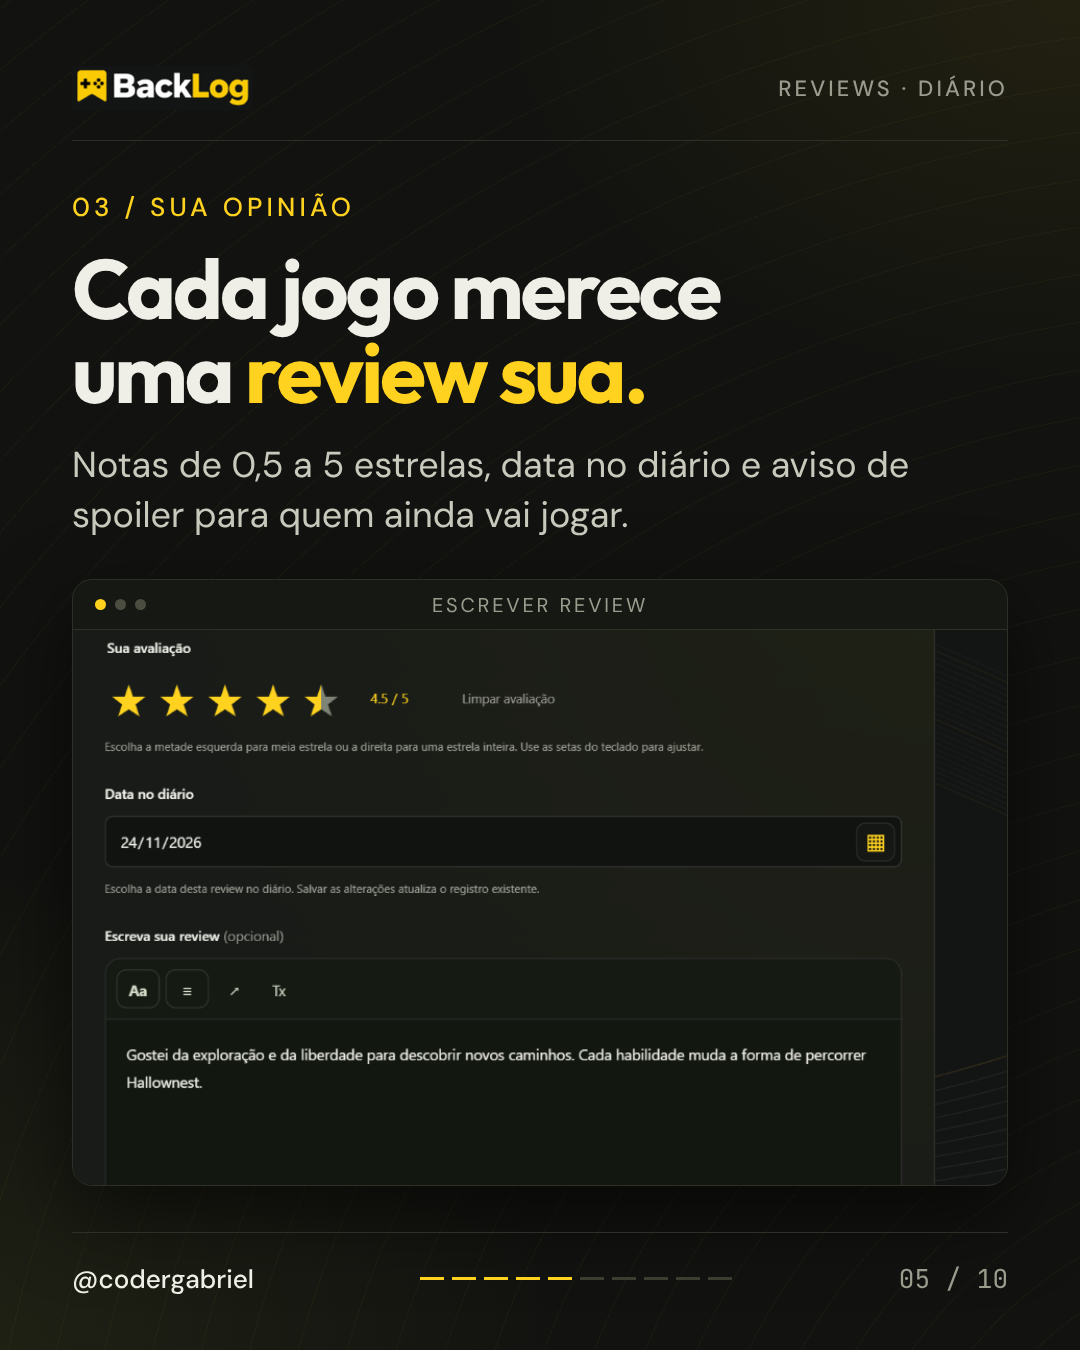 BackLog
REVIEWS · DIÁRIO
03 / SUA OPINIÃO
Cada jogo merece
uma review sua.
Notas de 0,5 a 5 estrelas, data no diário e aviso de
spoiler para quem ainda vai jogar.
ESCREVER REVIEW
Sua avaliação
4.5 / 5 Limpar avaliação
Escolha a metade esquerda para meia estrela ou a direita para uma estrela inteira. Use as setas do teclado para ajustar.
Data no diário
24/11/2026
Escolha a data desta review no diário. Salvar as alterações atualiza o registro existente.
Escreva sua review (opcional)
Aa ≡ ↗ Tx
Gostei da exploração e da liberdade para descobrir novos caminhos. Cada habilidade muda a forma de percorrer
Hallownest.
@codergabriel
05 / 10